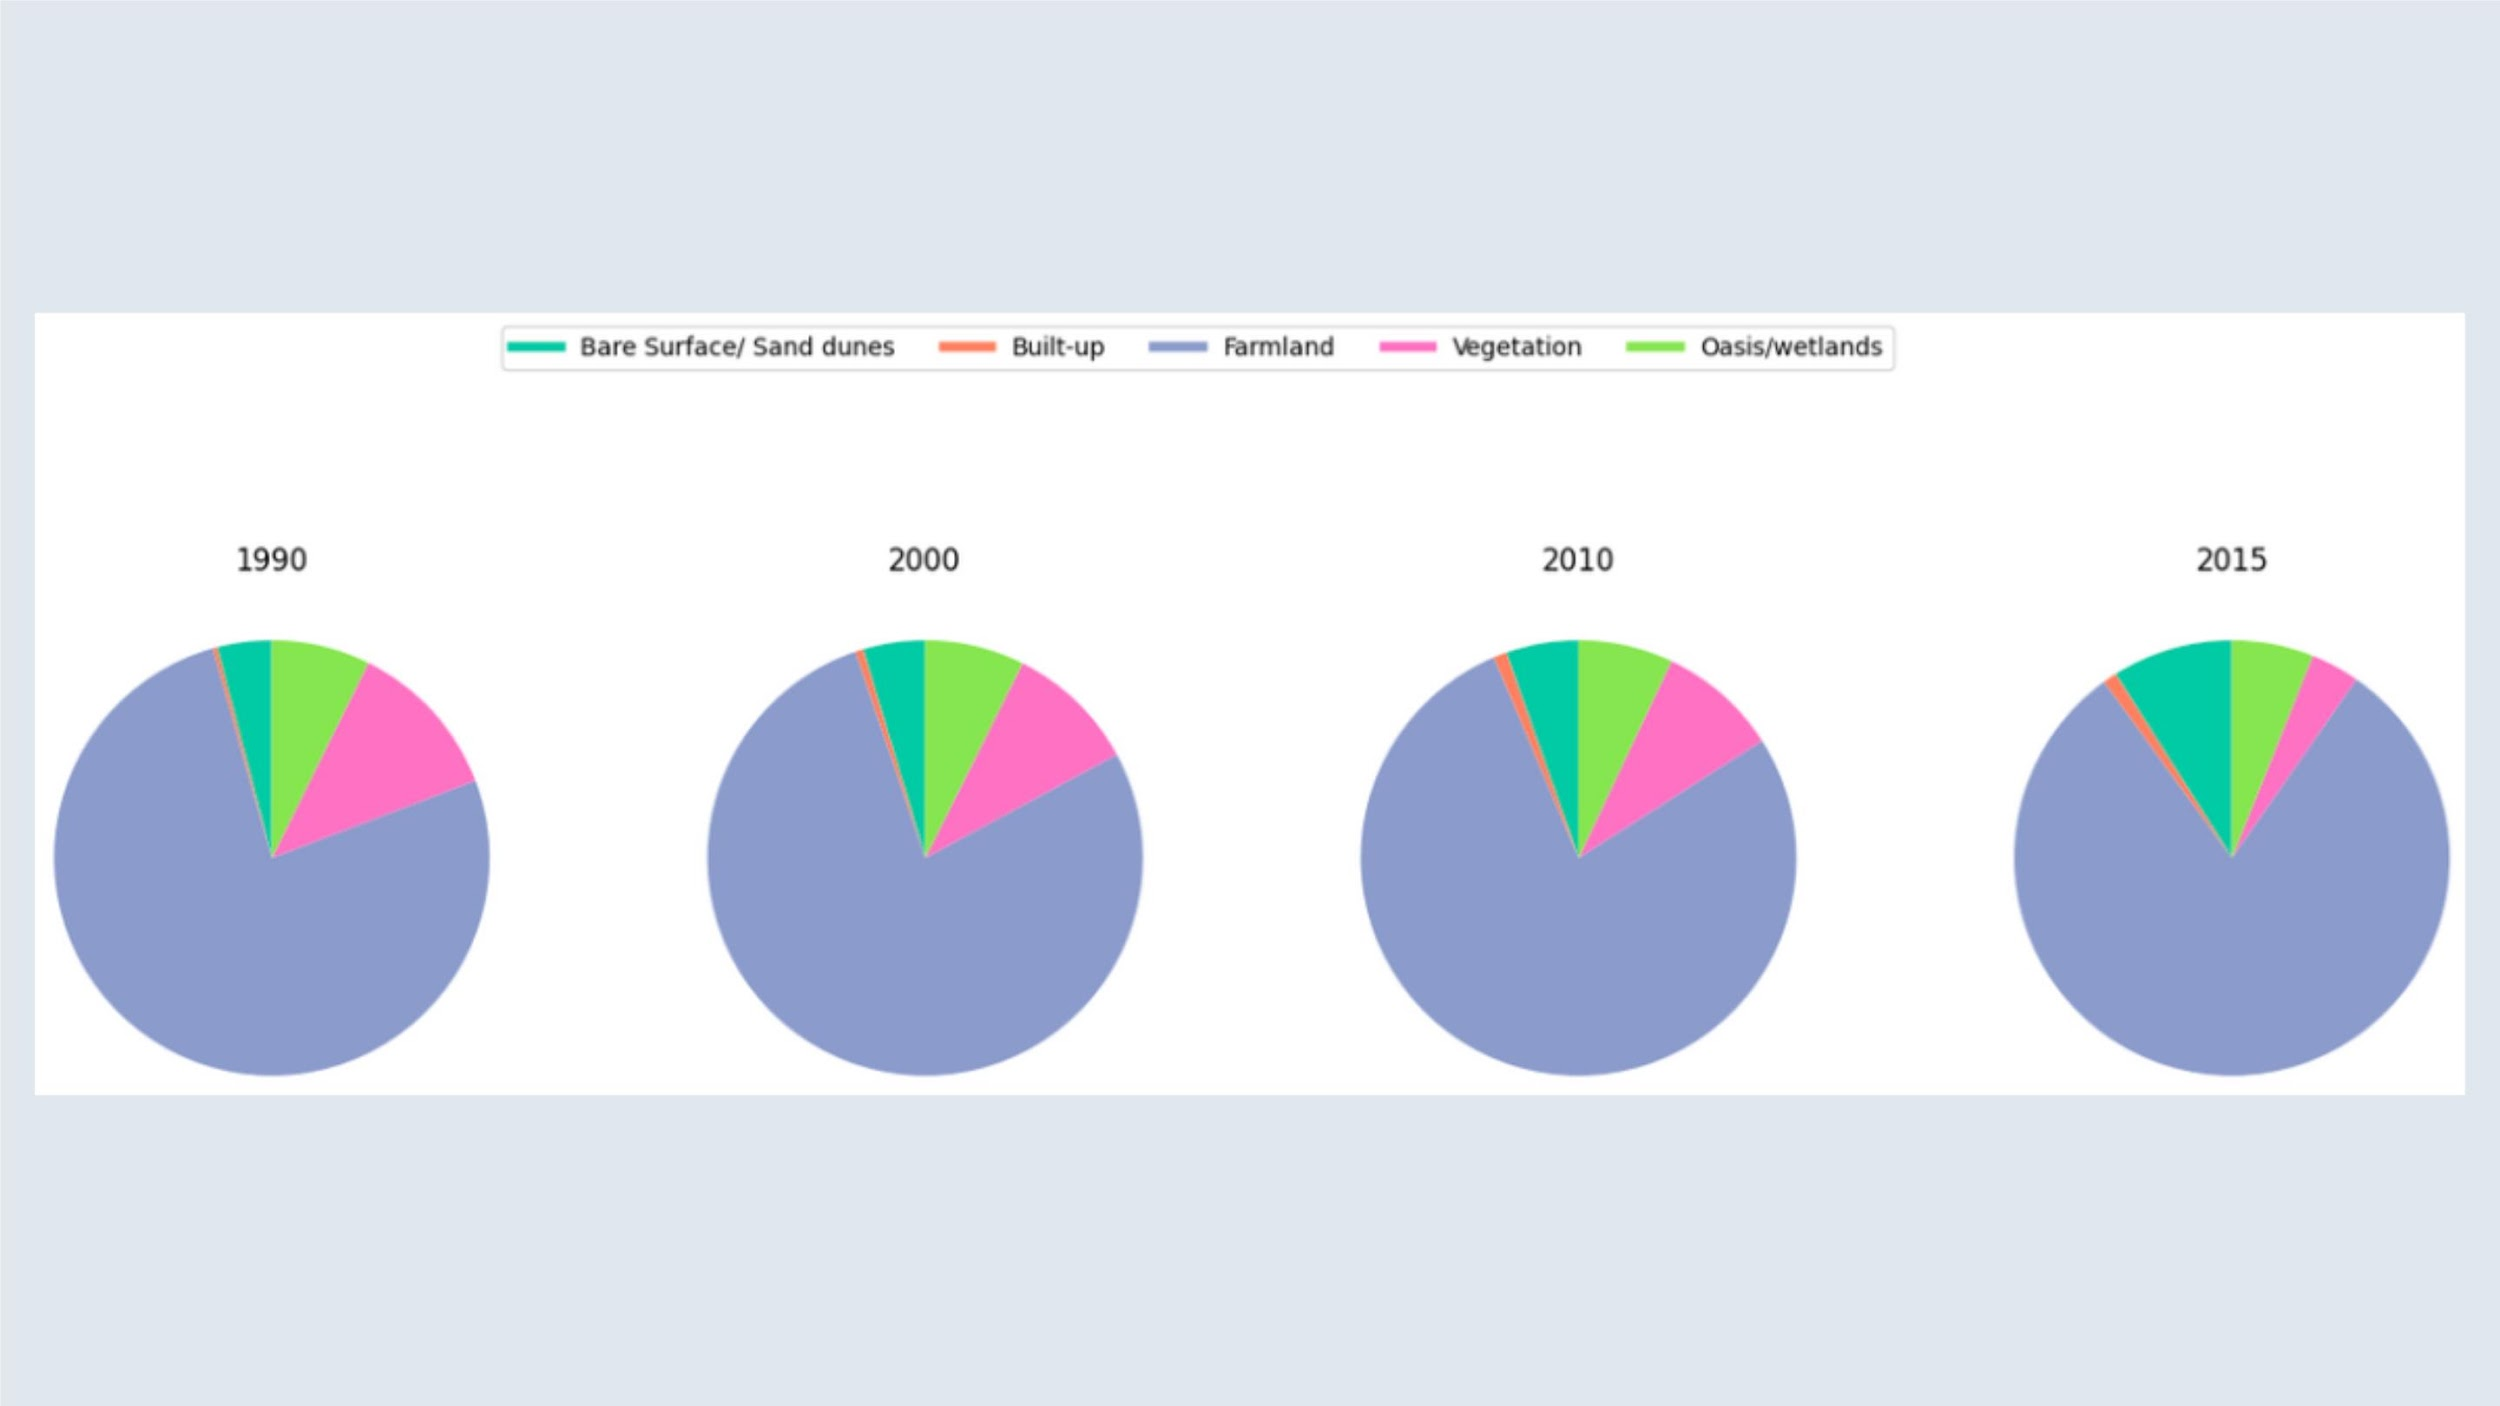 Bare Surface/ Sand dunes Built-up Farmland Vegetation Oasis/wetlands
1990 2000 2010 2015